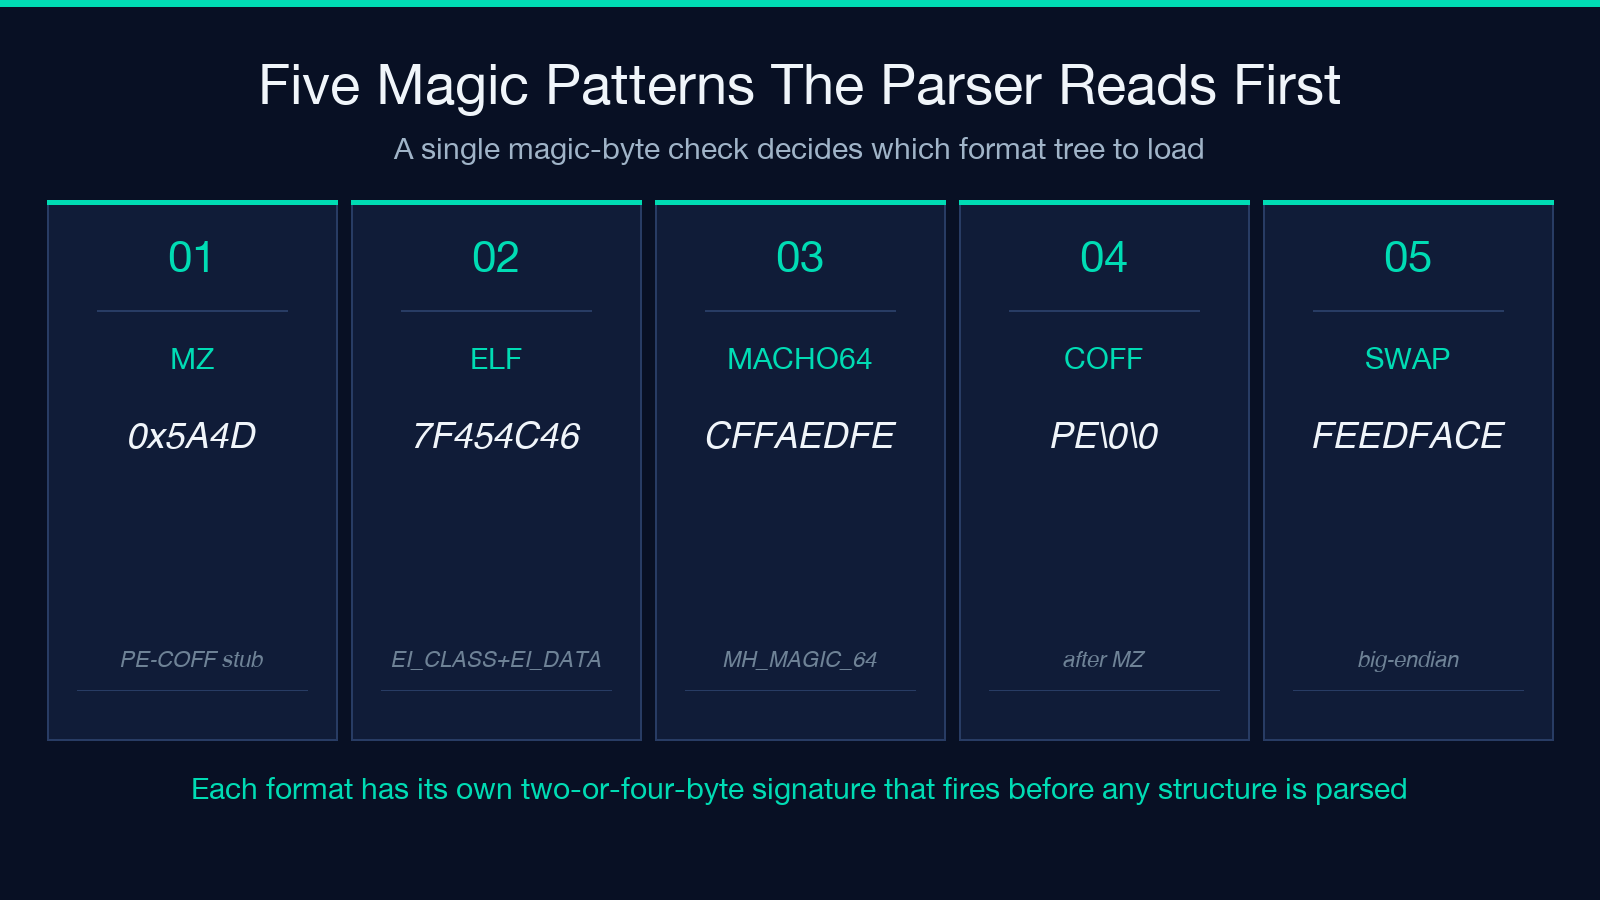 Five Magic Patterns The Parser Reads First
A single magic-byte check decides which format tree to load
01
MZ
0x5A4D
PE-COFF stub
02
ELF
7F454C46
EI_CLASS+EI_DATA
03
MACHO64
CFFAEDFE
MH_MAGIC_64
04
COFF
PE\0\0
after MZ
05
SWAP
FEEDFACE
big-endian
Each format has its own two-or-four-byte signature that fires before any structure is parsed